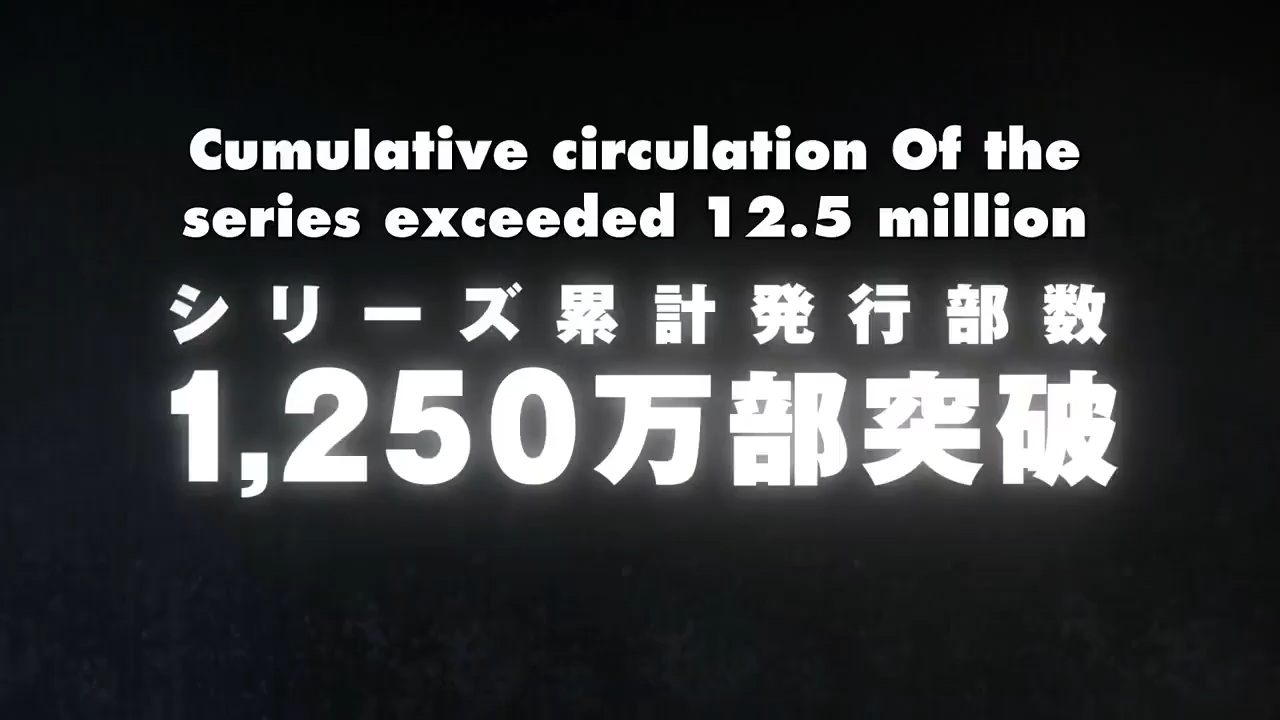 Cumulative circulation Of the
series exceeded 12.5 million
シリーズ累計発行部数
1,250万部突破